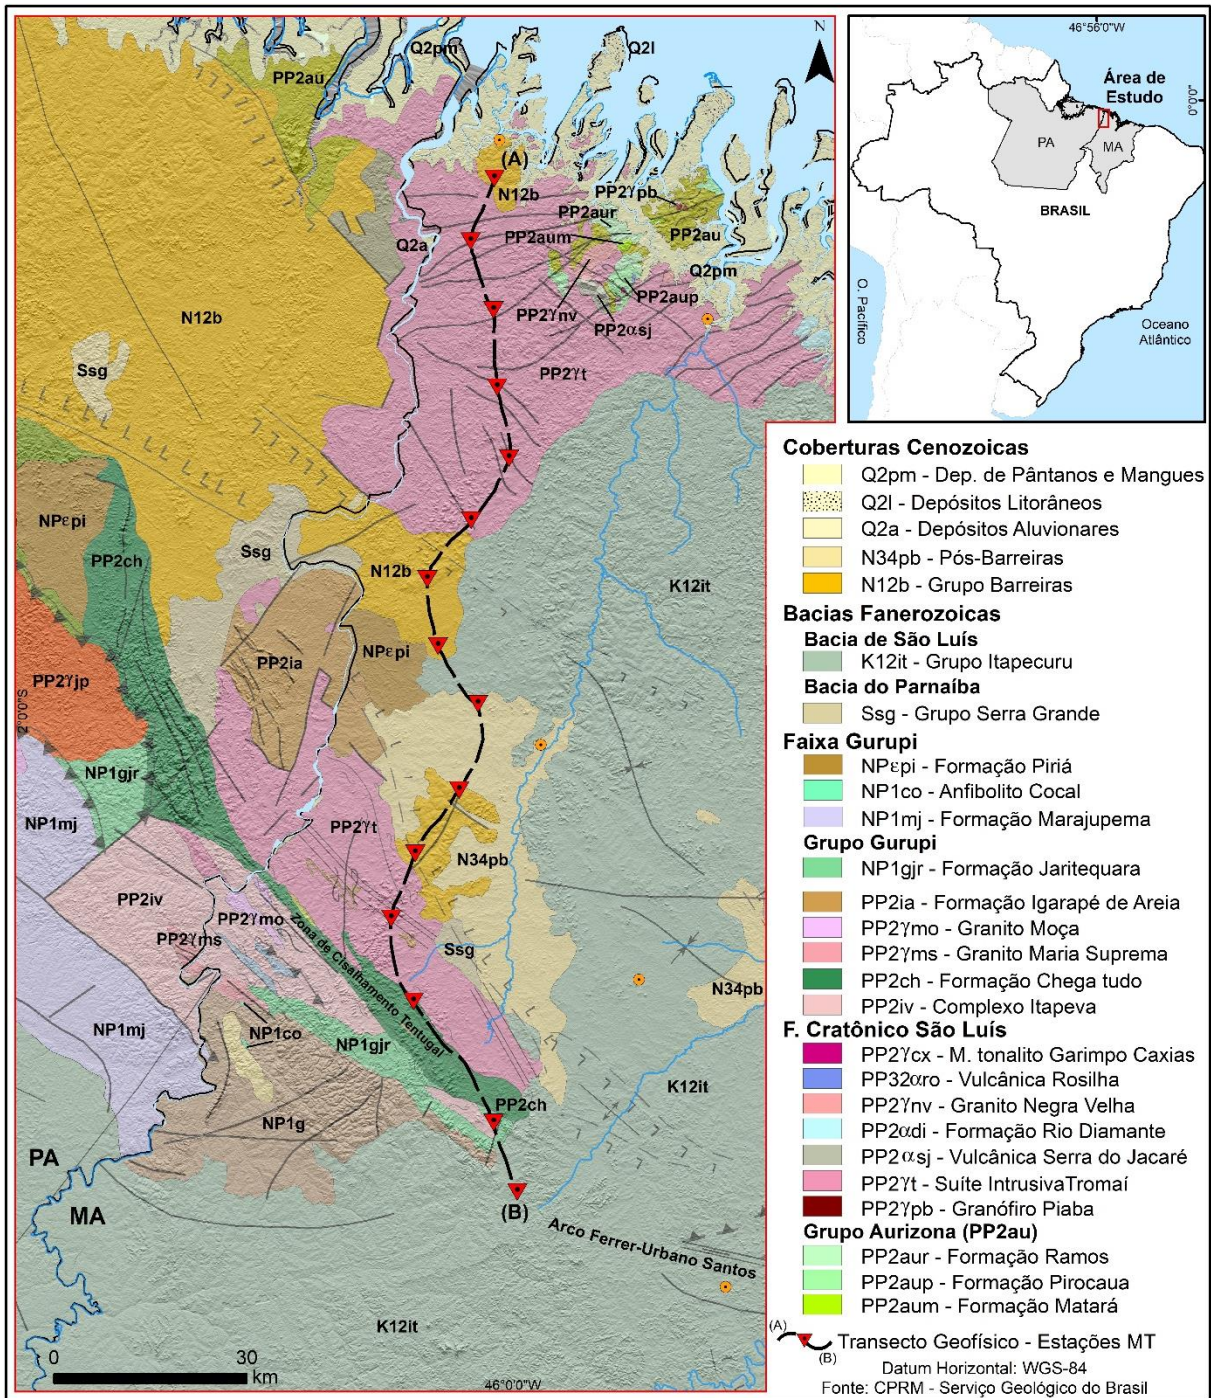 46°56'0"W
N
Q2pm
Q2l
PP2au
Área de
Estudo
0°0'0"
PA
MA
BRASIL
O. Pacífico
Oceano
Atlântico
(A)
N12b
PP2γpb
PP2aur
PP2aum
PP2au
Q2a
Q2pm
PP2aup
PP2γnv
PP2αsj
N12b
Ssg
PP2γt
NPεpi
PP2ch
Ssg
N12b
K12it
PP2ia
NPεpi
PP2γjp
2°0'0"S
NP1gjr
NP1mj
PP2γt
N34pb
PP2iv
PP2γmo
PP2γms
Zona de Cisalhamento Tentugal
Ssg
N34pb
NP1mj
NP1co
NP1gjr
K12it
PP2ch
NP1g
PA
MA
(B)
Arco Ferrer-Urbano Santos
K12it
0 30
km
46°0'0"W
Coberturas Cenozoicas
Q2pm - Dep. de Pântanos e Mangues
Q2l - Depósitos Litorâneos
Q2a - Depósitos Aluvionares
N34pb - Pós-Barreiras
N12b - Grupo Barreiras
Bacias Fanerozoicas
Bacia de São Luís
K12it - Grupo Itapecuru
Bacia do Parnaíba
Ssg - Grupo Serra Grande
Faixa Gurupi
NPεpi - Formação Piriá
NP1co - Anfibolito Cocal
NP1mj - Formação Marajupema
Grupo Gurupi
NP1gjr - Formação Jaritequara
PP2ia - Formação Igarapé de Areia
PP2γmo - Granito Moça
PP2γms - Granito Maria Suprema
PP2ch - Formação Chega tudo
PP2iv - Complexo Itapeva
F. Cratônico São Luís
PP2γcx - M. tonalito Garimpo Caxias
PP32αro - Vulcânica Rosilha
PP2γnv - Granito Negra Velha
PP2αdi - Formação Rio Diamante
PP2αsj - Vulcânica Serra do Jacaré
PP2γt - Suíte IntrusivaTromaí
PP2γpb - Granófiro Piaba
Grupo Aurizona (PP2au)
PP2aur - Formação Ramos
PP2aup - Formação Pirocaua
PP2aum - Formação Matará
(A) (B) Transecto Geofísico - Estações MT
Datum Horizontal: WGS-84
Fonte: CPRM - Serviço Geológico do Brasil